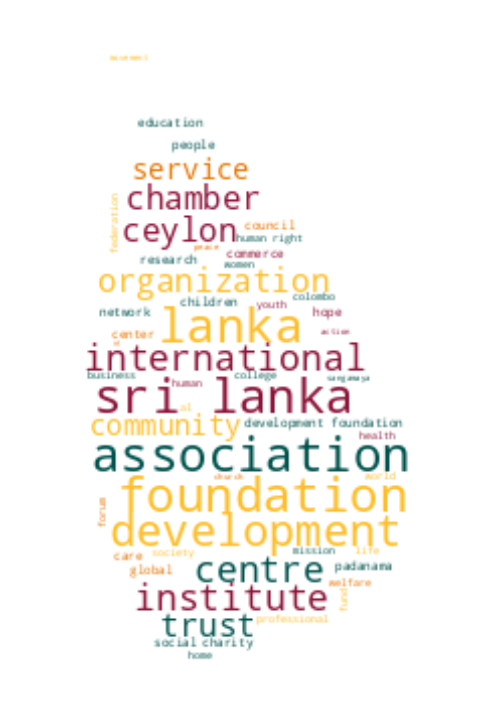 movement
education
people
service
chamber
federation
ceylon
council
human right
peace
commerce
research
women
organization
children
colombo
network
youth
hope
lanka
center
action
al
international
business
college
sangamaya
human
sri lanka
al
community
development foundation
health
association
church
world
foundation
forum
development
mission
life
care
society
centre
padanama
global
welfare
institute
fund
trust
professional
social charity
home